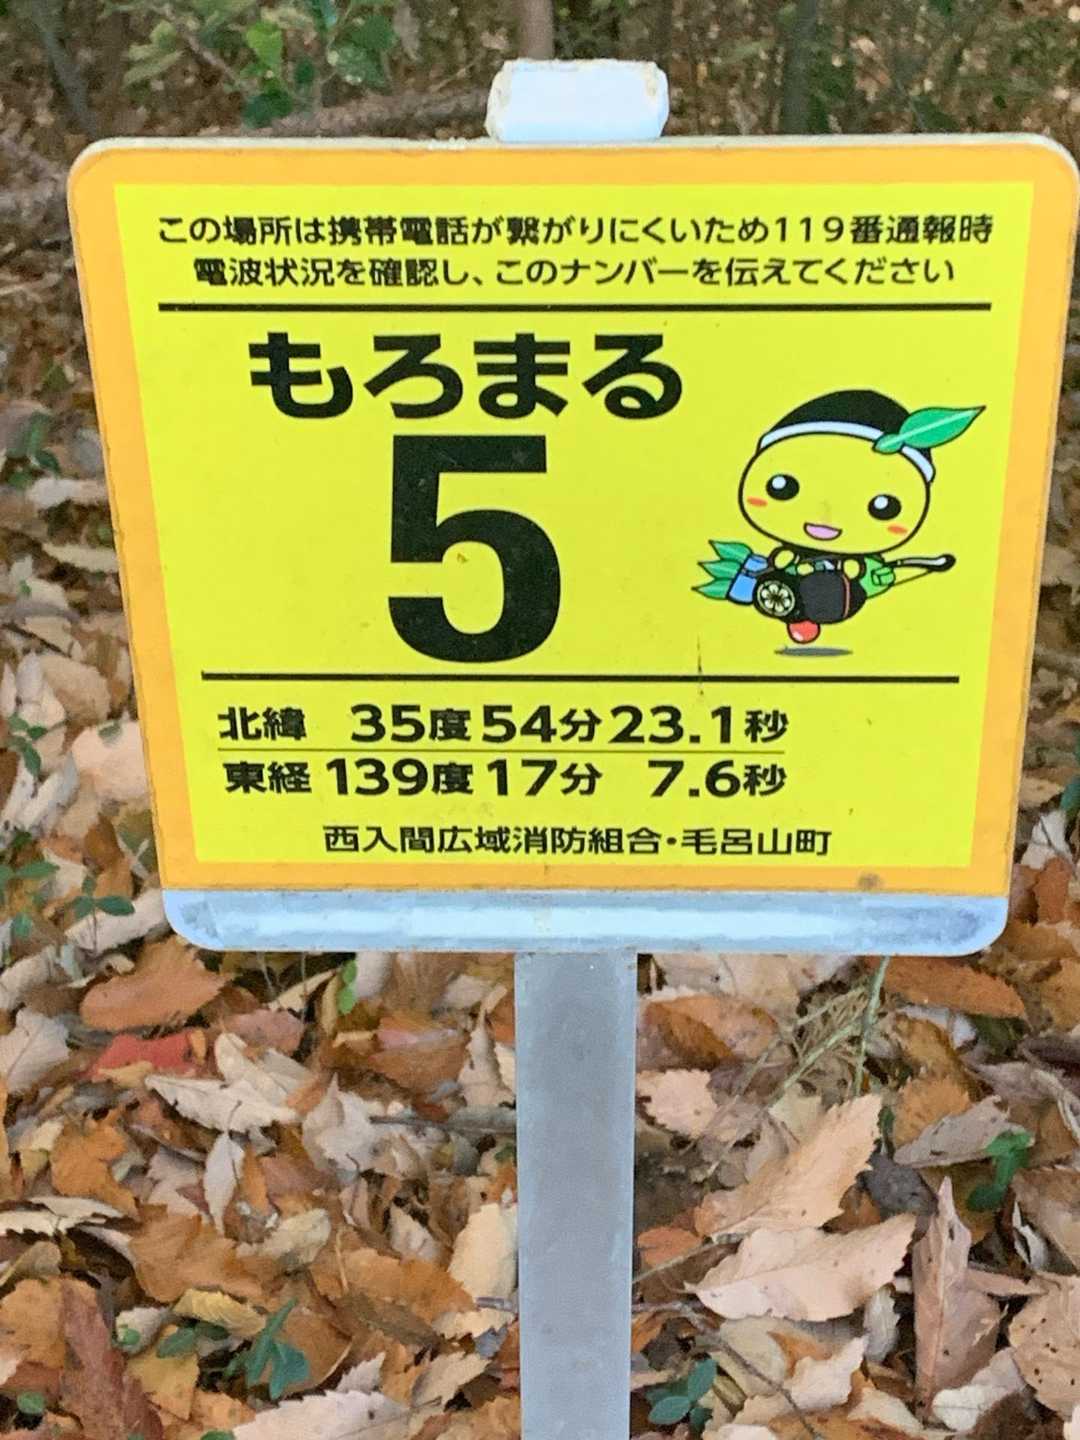 この場所は携帯電話が繋がりにくいため119番通報時
電波状況を確認し、このナンバーを伝えてください
もろまる
5
北緯 35度54分23.1秒
東経139度17分 7.6秒
西入間広域消防組合・毛呂山町